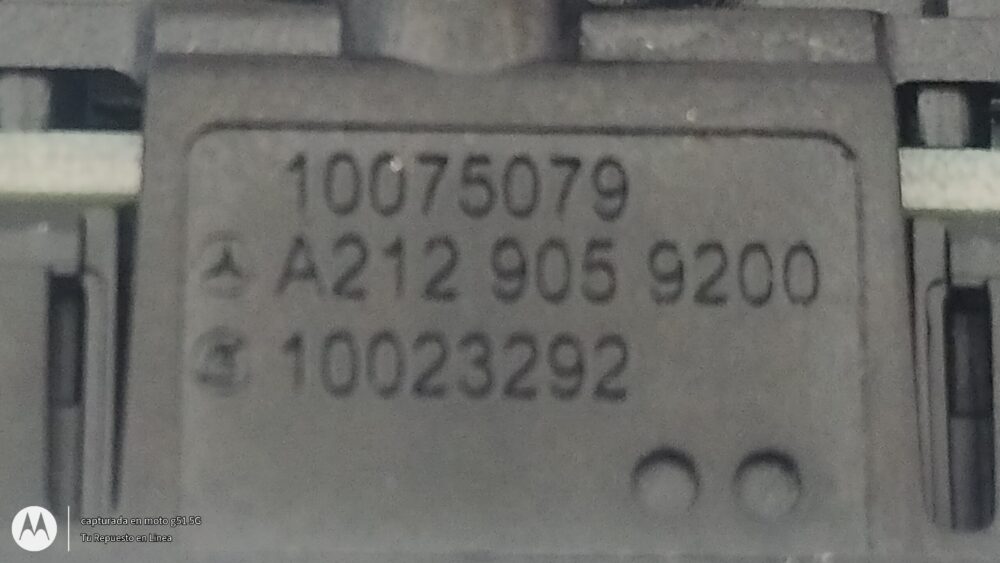 10075079
A212 905 9200
10023292
capturada en moto g51 5G
Tu Repuesto en Linea